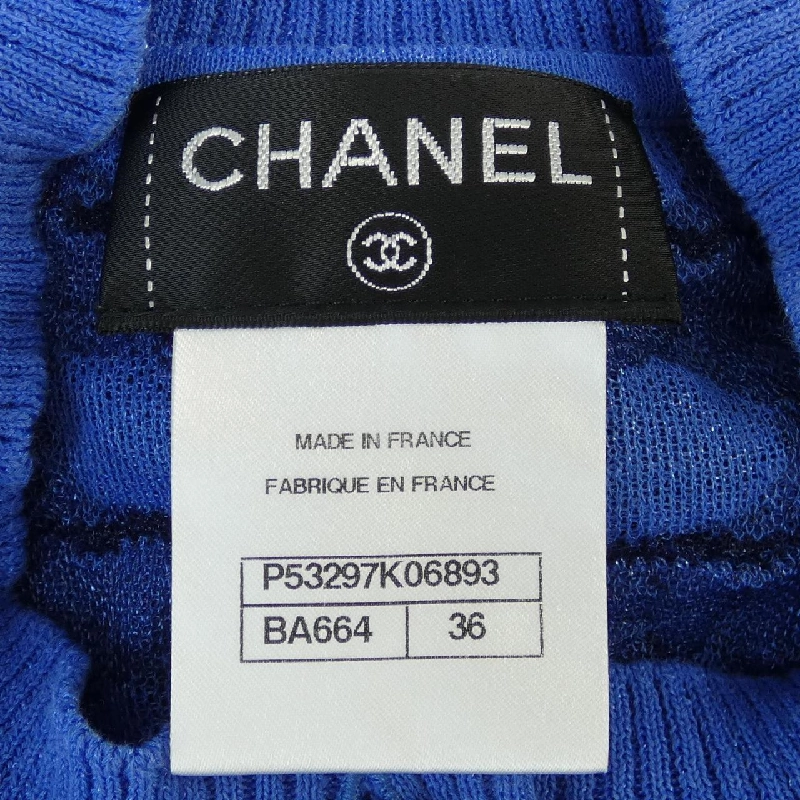 CHANEL
MADE IN FRANCE
FABRIQUE EN FRANCE
P53297K06893
BA664 36